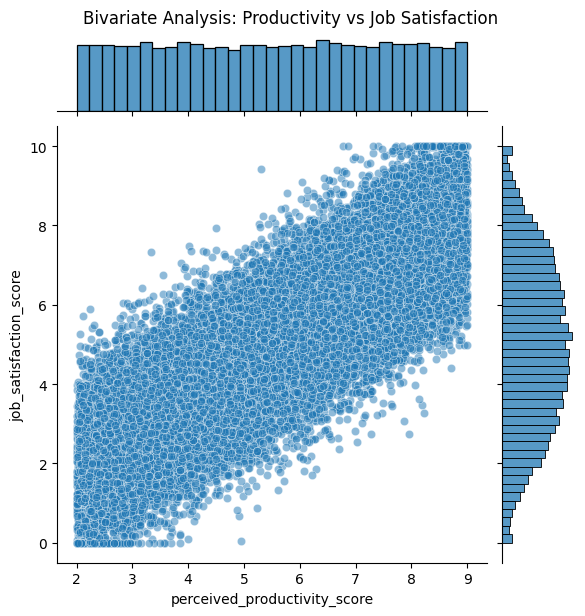 Bivariate Analysis: Productivity vs Job Satisfaction
10
8
6
4
2
0
job_satisfaction_score
2 3 4 5 6 7 8 9
perceived_productivity_score